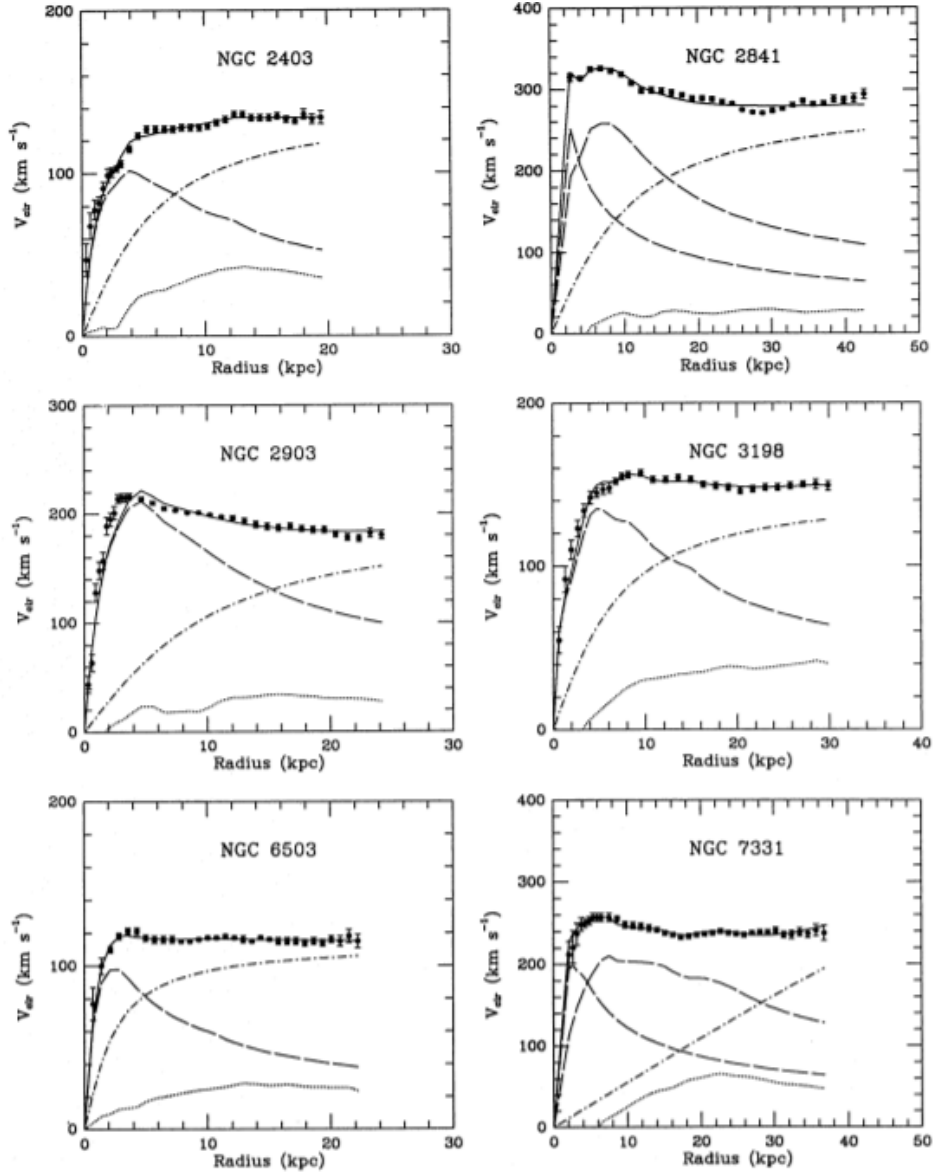 200
100
0
V_cir (km s⁻¹)
NGC 2403
0
10
20
30
Radius (kpc)
400
300
200
100
0
V_cir (km s⁻¹)
NGC 2841
0
10
20
30
40
50
Radius (kpc)
300
200
100
0
V_cir (km s⁻¹)
NGC 2903
0
10
20
30
Radius (kpc)
200
100
0
V_cir (km s⁻¹)
NGC 3198
0
10
20
30
40
Radius (kpc)
200
100
0
V_cir (km s⁻¹)
NGC 6503
0
10
20
30
Radius (kpc)
400
300
200
100
0
V_cir (km s⁻¹)
NGC 7331
0
10
20
30
40
50
Radius (kpc)